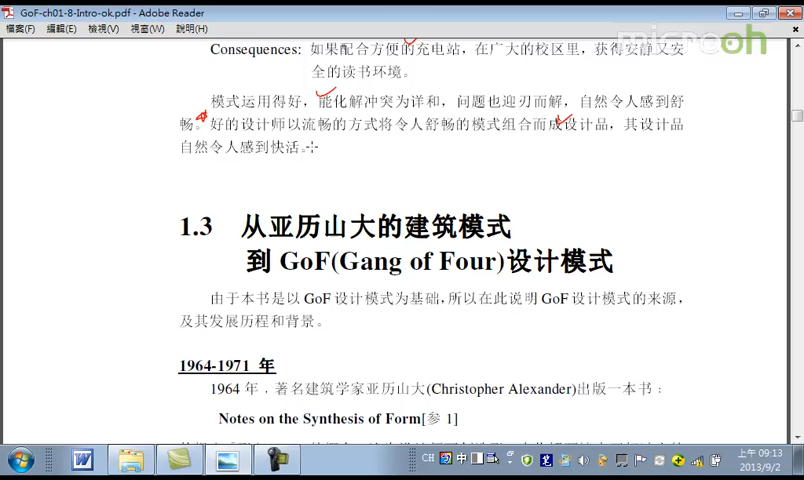 GoF-ch01-8-Intro-ok.pdf - Adobe Reader
檔案(F) 編輯(E) 檢視(V) 視窗(W) 說明(H)
microoh
Consequences: 如果配合方便的充电站，在广大的校区里，获得安静又安
全的读书环境。
模式运用得好，能化解冲突为详和，问题也迎刃而解，自然令人感到舒
畅。好的设计师以流畅的方式将令人舒畅的模式组合而成设计品，其设计品
自然令人感到快活。
1.3 从亚历山大的建筑模式
到 GoF(Gang of Four)设计模式
由于本书是以 GoF 设计模式为基础，所以在此说明 GoF 设计模式的来源，
及其发展历程和背景。
1964-1971 年
1964 年，著名建筑学家亚历山大(Christopher Alexander)出版一本书：
Notes on the Synthesis of Form[参 1]
CH 中
上午 09:13
2013/9/2